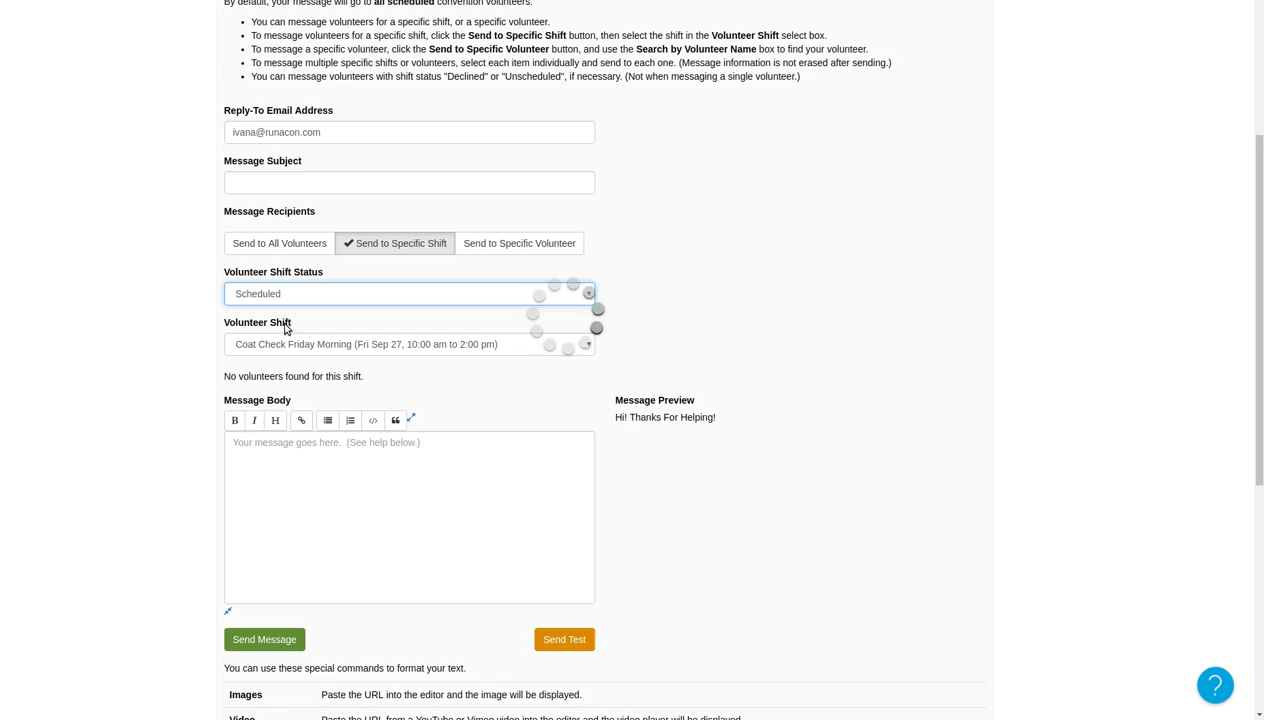 By default, your message will go to all scheduled convention volunteers.
You can message volunteers for a specific shift, or a specific volunteer.
To message volunteers for a specific shift, click the Send to Specific Shift button, then select the shift in the Volunteer Shift select box.
To message a specific volunteer, click the Send to Specific Volunteer button, and use the Search by Volunteer Name box to find your volunteer.
To message multiple specific shifts or volunteers, select each item individually and send to each one. (Message information is not erased after sending.)
You can message volunteers with shift status "Declined" or "Unscheduled", if necessary. (Not when messaging a single volunteer.)
Reply-To Email Address
ivana@runacon.com
Message Subject
Message Recipients
Send to All Volunteers Send to Specific Shift Send to Specific Volunteer
Volunteer Shift Status
Scheduled
Volunteer Shift
Coat Check Friday Morning (Fri Sep 27, 10:00 am to 2:00 pm)
No volunteers found for this shift.
Message Body
B I H
Your message goes here. (See help below.)
Message Preview
Hi! Thanks For Helping!
Send Message Send Test
You can use these special commands to format your text.
Images Paste the URL into the editor and the image will be displayed.
Video Paste the URL from a YouTube or Vimeo video into the editor and the video player will be displayed.
?